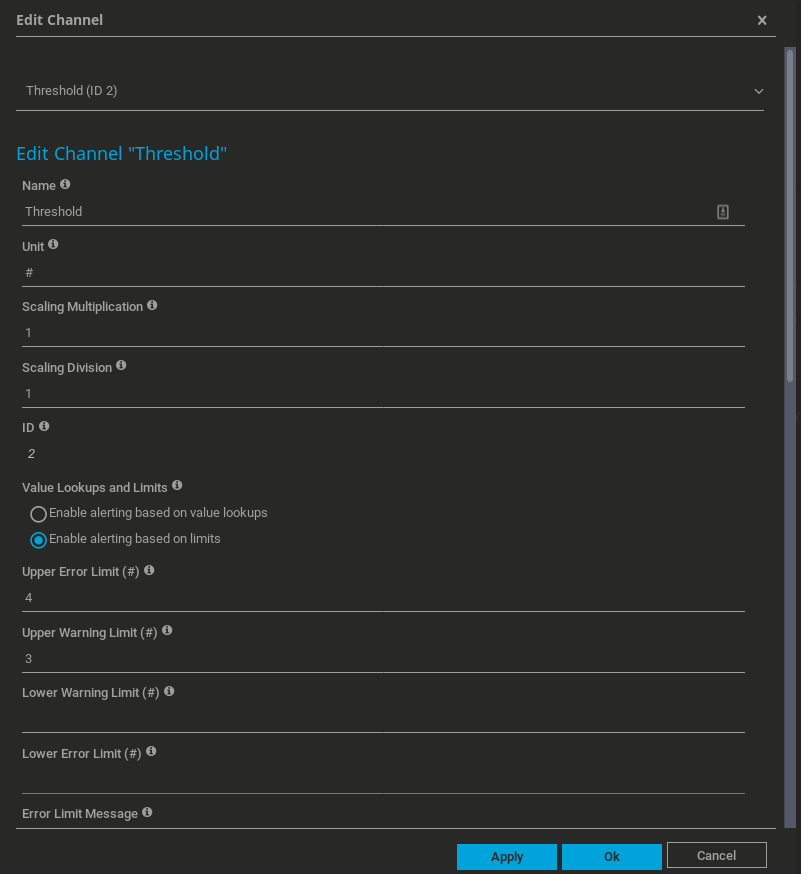 Edit Channel
Threshold (ID 2)
Edit Channel "Threshold"
Name
Threshold
Unit
#
Scaling Multiplication
1
Scaling Division
1
ID
2
Value Lookups and Limits
Enable alerting based on value lookups
Enable alerting based on limits
Upper Error Limit (#)
4
Upper Warning Limit (#)
3
Lower Warning Limit (#)
Lower Error Limit (#)
Error Limit Message
Apply Ok Cancel